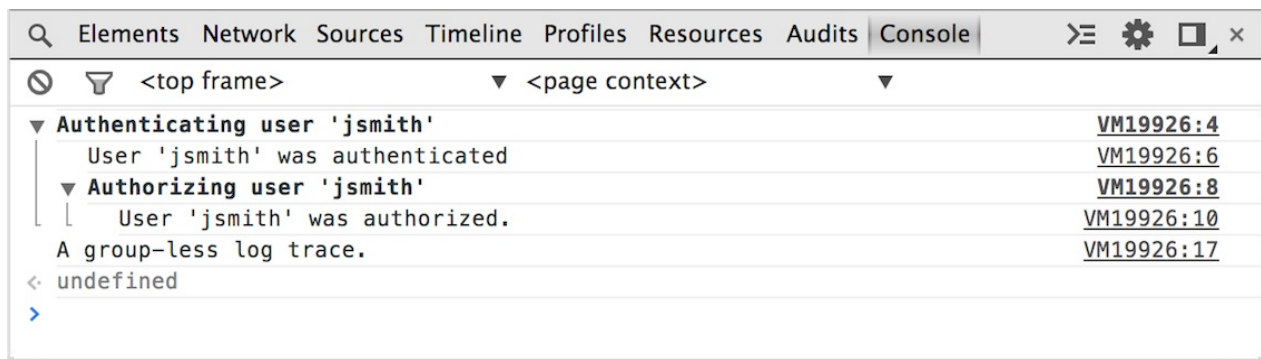 Elements Network Sources Timeline Profiles Resources Audits Console
<top frame> <page context>
Authenticating user 'jsmith' VM19926:4
User 'jsmith' was authenticated VM19926:6
Authorizing user 'jsmith' VM19926:8
User 'jsmith' was authorized. VM19926:10
A group-less log trace. VM19926:17
undefined